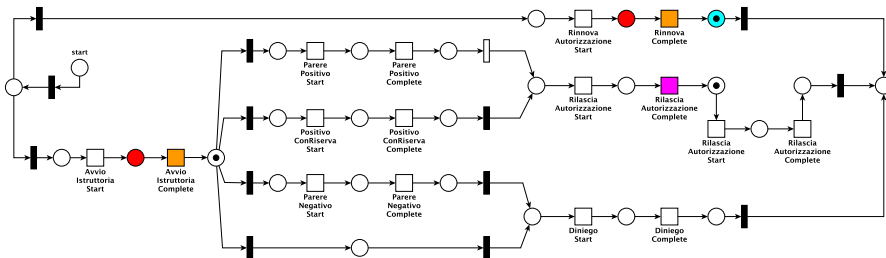 start
Rinnova
Autorizzazione
Start
Rinnova
Autorizzazione
Complete
Parere
Positivo
Start
Parere
Positivo
Complete
Rilascia
Autorizzazione
Start
Rilascia
Autorizzazione
Complete
Positivo
ConRiserva
Start
Positivo
ConRiserva
Complete
Rilascia
Autorizzazione
Start
Rilascia
Autorizzazione
Complete
Avvio
Istruttoria
Start
Avvio
Istruttoria
Complete
Parere
Negativo
Start
Parere
Negativo
Complete
Diniego
Start
Diniego
Complete